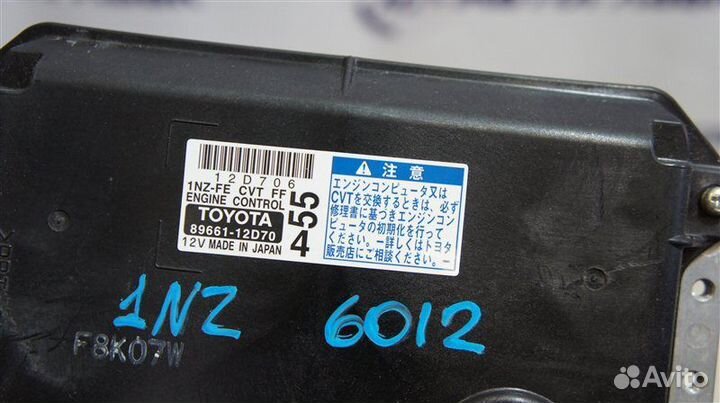 12D706
1NZ-FE CVT FF
ENGINE CONTROL
TOYOTA
89661-12D70
12V MADE IN JAPAN
455
注意
エンジンコンピュータ又は
CVTを交換するときは、必ず
修理書に基づきエンジンコン
ピュータの初期化を行って
ください。一詳しくはトヨタ
販売店にご相談ください。
1NZ 6012
F8K07W
Avito